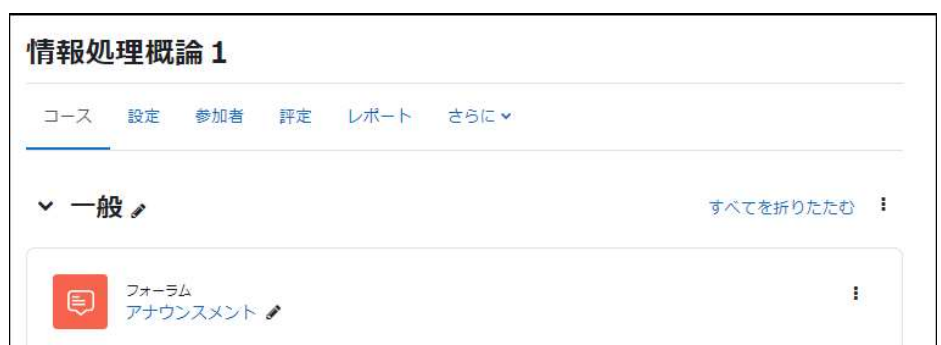 情報処理概論 1
コース 設定 参加者 評定 レポート さらに
一般 すべてを折りたたむ
フォーラム
アナウンスメント